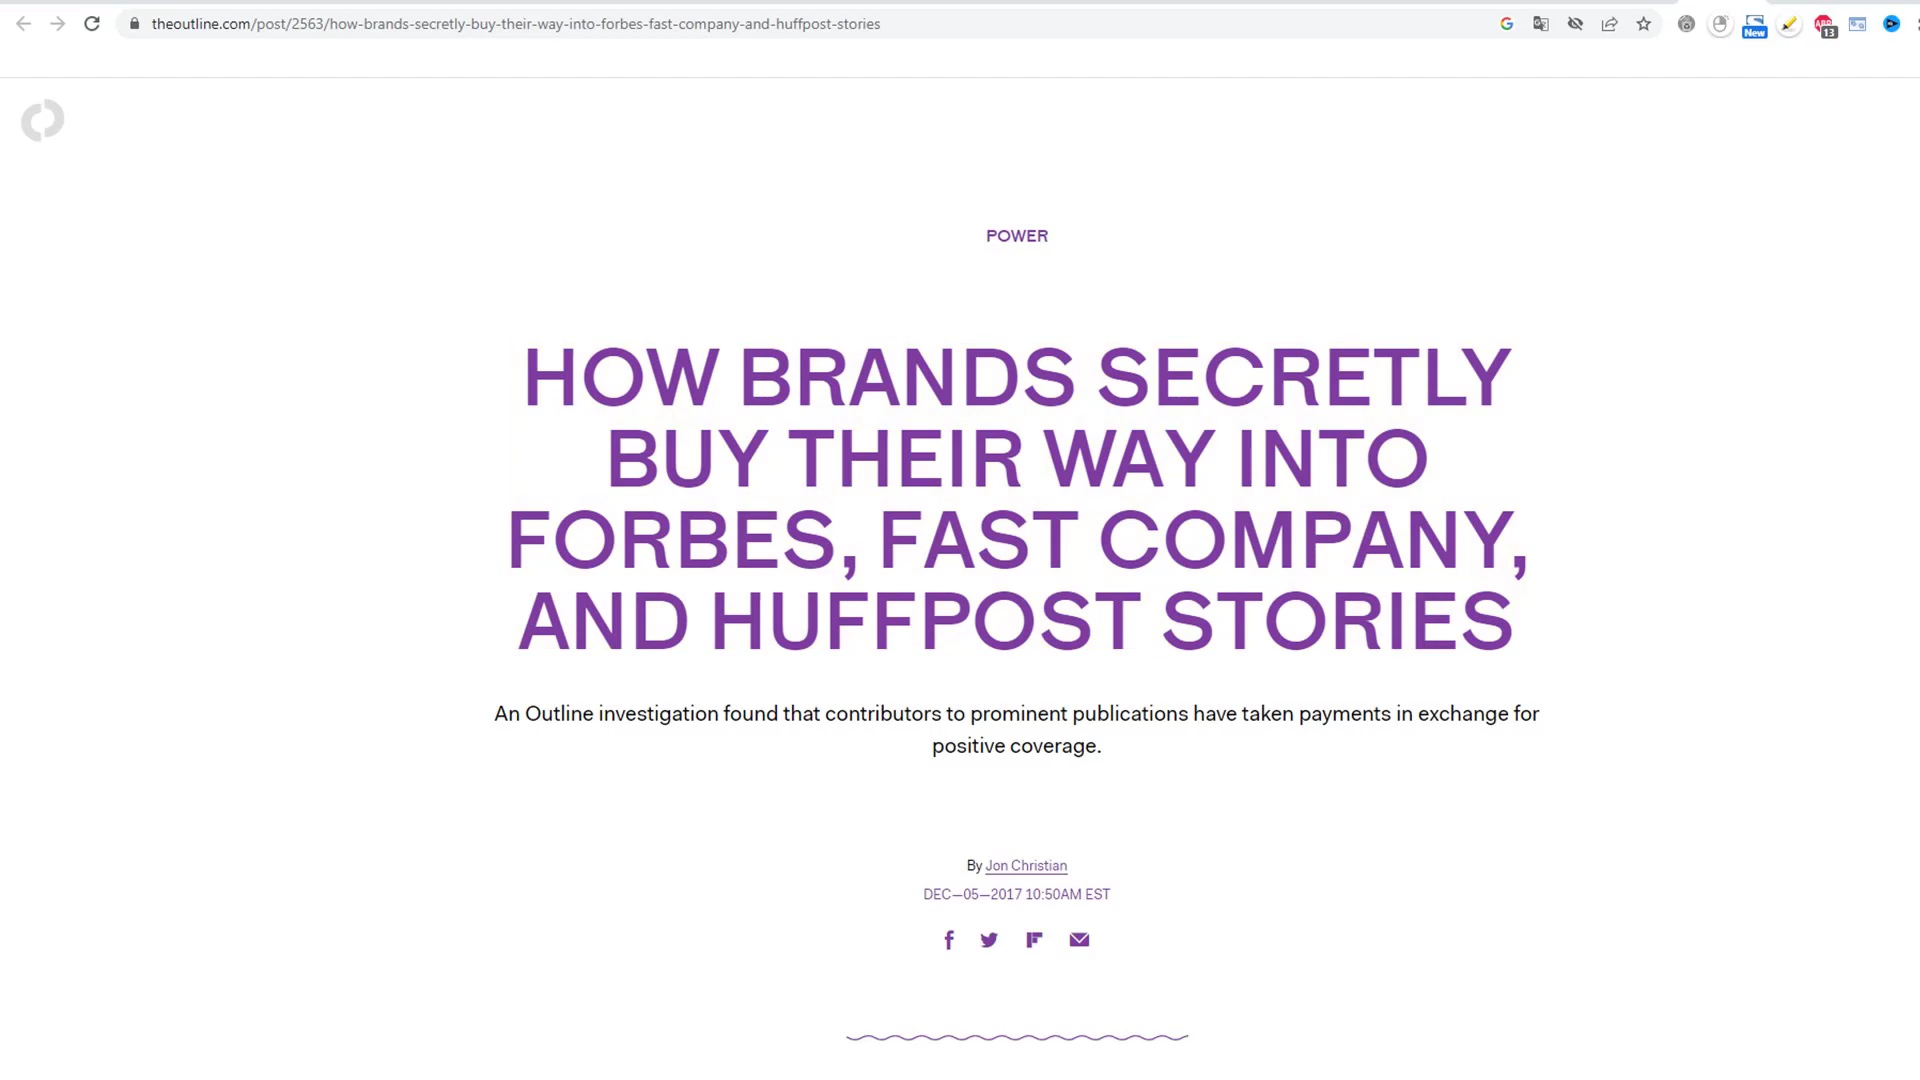 theoutline.com/post/2563/how-brands-secretly-buy-their-way-into-forbes-fast-company-and-huffpost-stories
New
ABP
13
POWER
HOW BRANDS SECRETLY
BUY THEIR WAY INTO
FORBES, FAST COMPANY,
AND HUFFPOST STORIES
An Outline investigation found that contributors to prominent publications have taken payments in exchange for
positive coverage.
By Jon Christian
DEC—05—2017 10:50AM EST